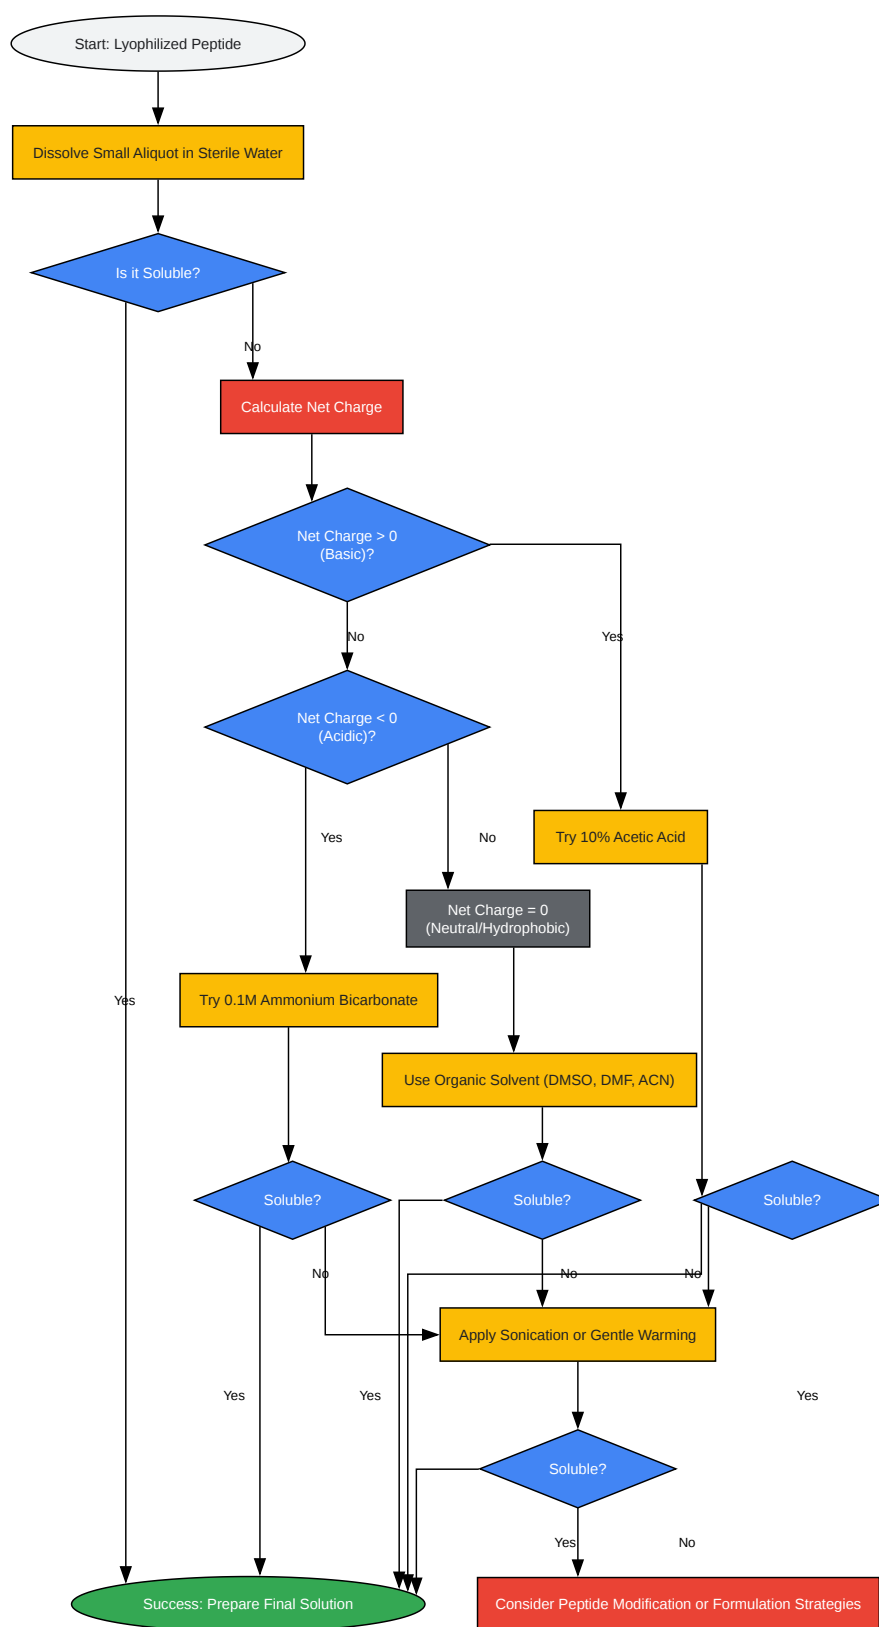 Start: Lyophilized Peptide
Dissolve Small Aliquot in Sterile Water
Is it Soluble?
No
Calculate Net Charge
Net Charge > 0
(Basic)?
No
Yes
Net Charge < 0
(Acidic)?
Yes
No
Try 10% Acetic Acid
Net Charge = 0
(Neutral/Hydrophobic)
Yes
Try 0.1M Ammonium Bicarbonate
Use Organic Solvent (DMSO, DMF, ACN)
Soluble?
Soluble?
Soluble?
No
No
No
Apply Sonication or Gentle Warming
Yes
Yes
Yes
Soluble?
Yes
No
Success: Prepare Final Solution
Consider Peptide Modification or Formulation Strategies